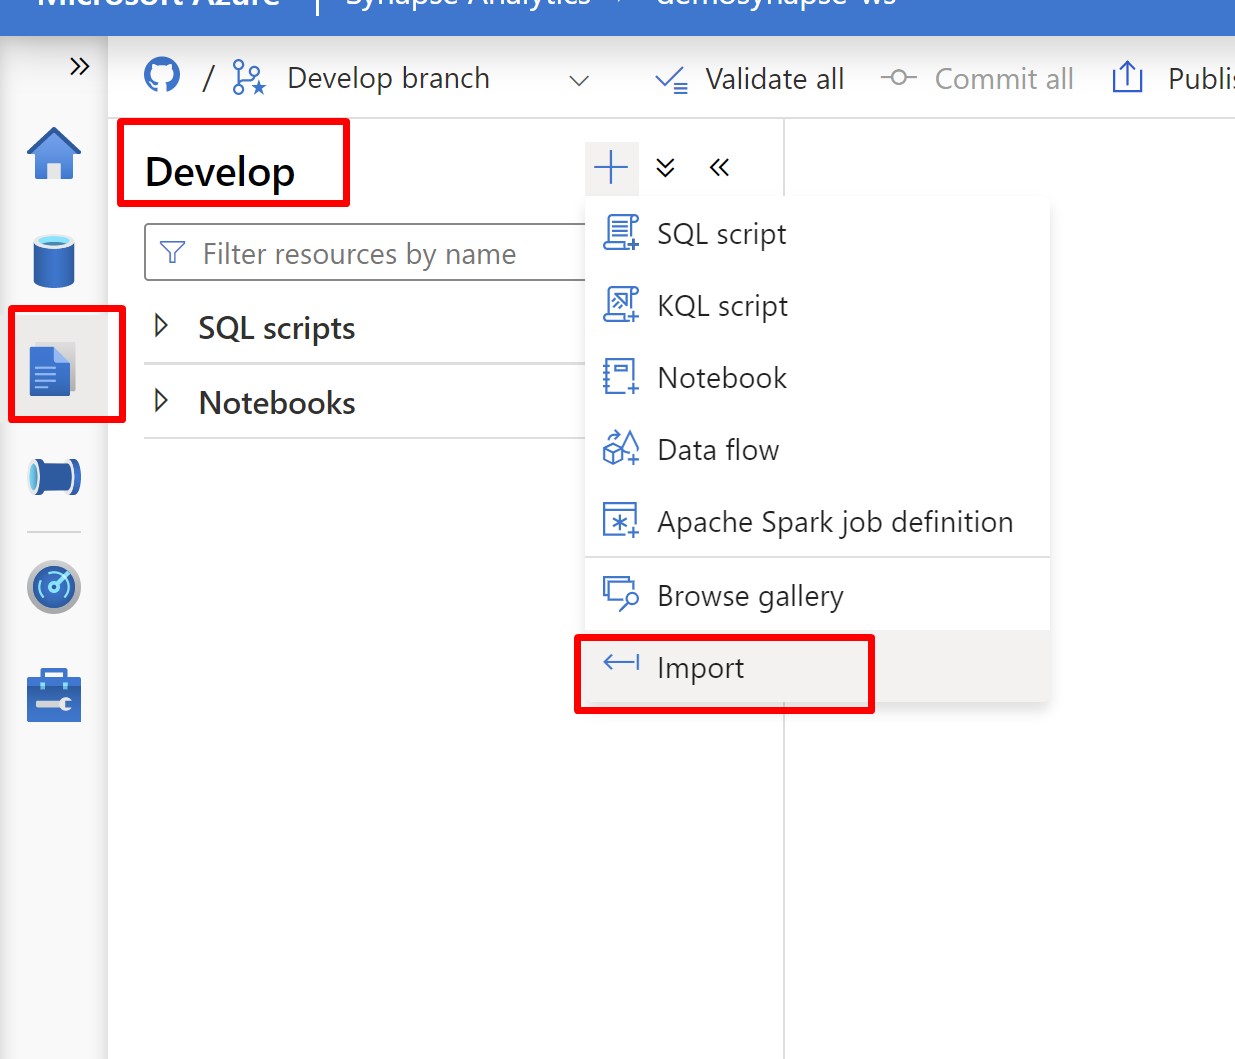 Microsoft Azure | Synapse Analytics › demosynapse-ws
/ Develop branch Validate all Commit all
Develop
Filter resources by name
SQL scripts
Notebooks
SQL script
KQL script
Notebook
Data flow
Apache Spark job definition
Browse gallery
Import